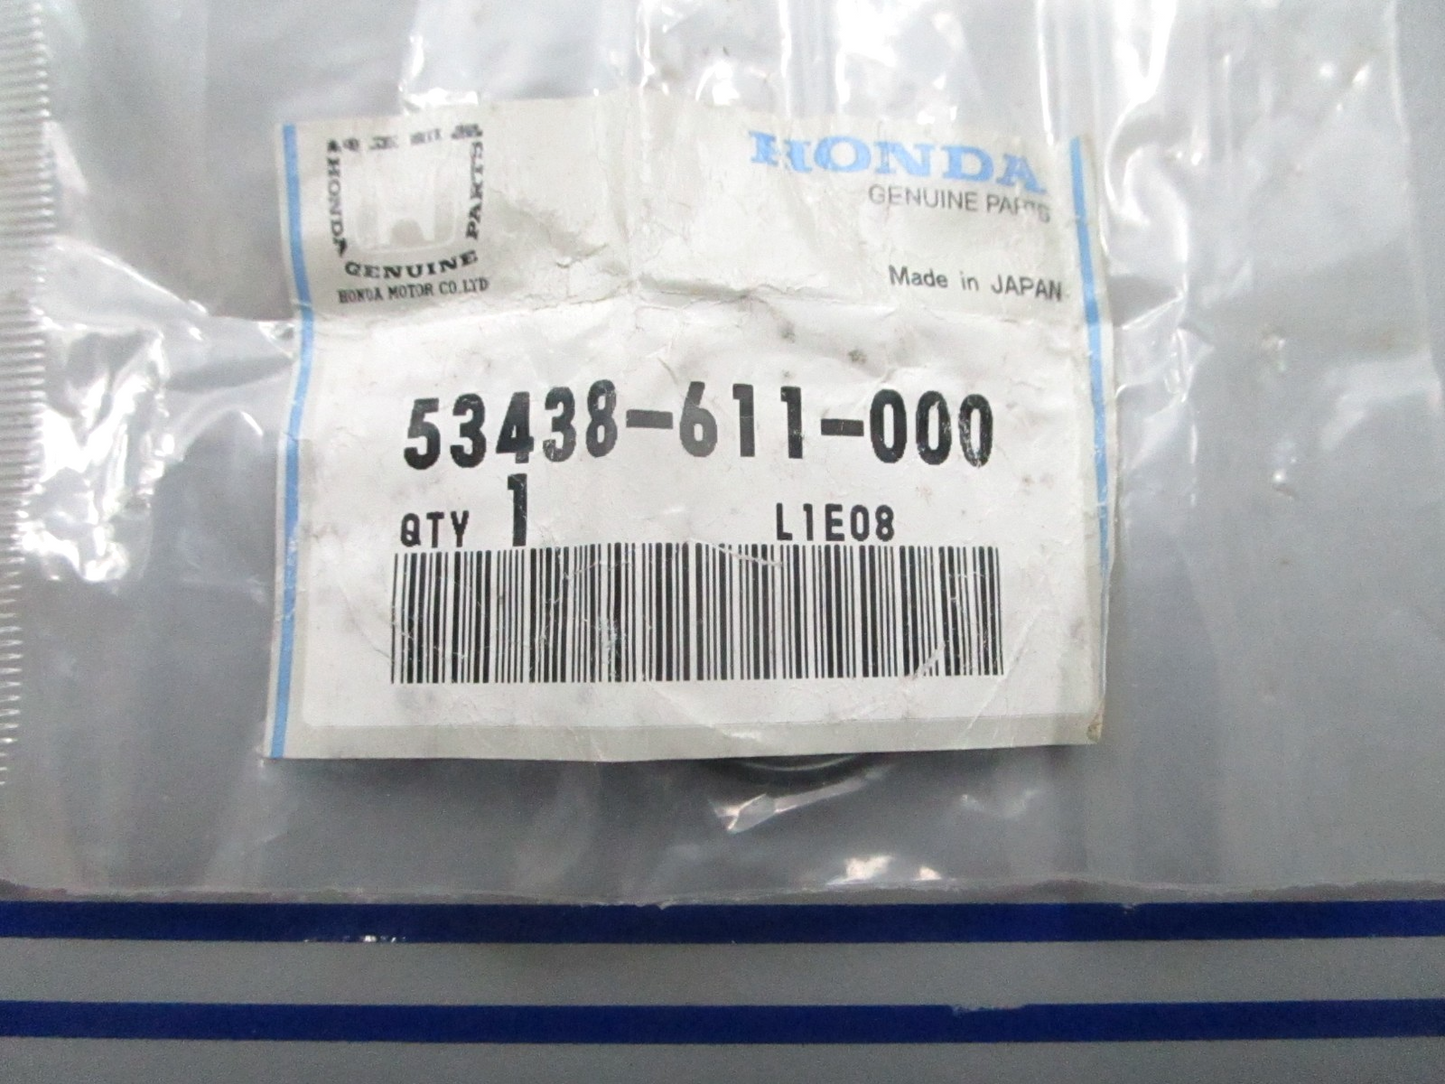 HONDA
PARTS
GENUINE
HONDA MOTOR CO.LTD
HONDA
GENUINE PARTS
Made in JAPAN
53438-611-000
QTY 1
L1E08